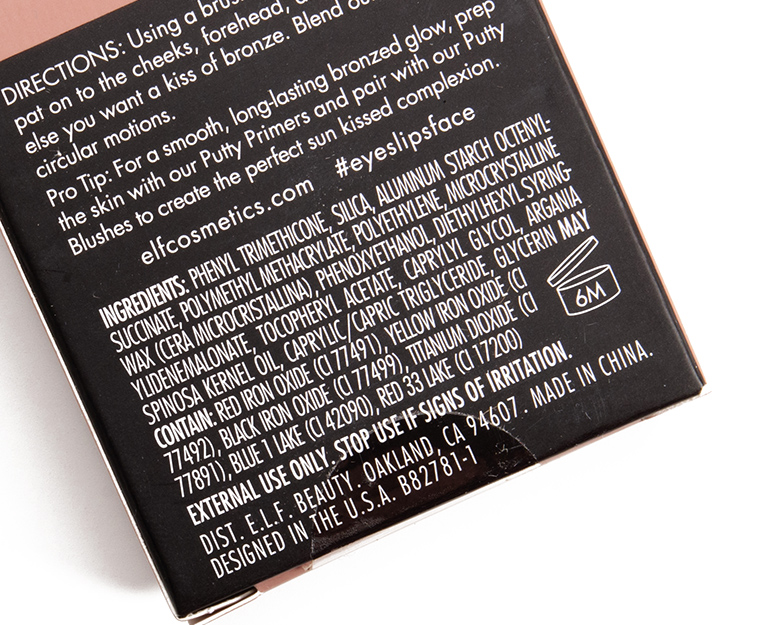 DIRECTIONS: Using a brus
pat on to the cheeks, forehead,
else you want a kiss of bronze. Blend ou
circular motions.
Pro Tip: For a smooth, long-lasting bronzed glow, prep
the skin with our Putty Primers and pair with our Putty
Blushes to create the perfect sun kissed complexion.
elfcosmetics.com #eyeslipsface
INGREDIENTS: PHENYL TRIMETHICONE, SILICA, ALUMINUM STARCH OCTENYL-
SUCCINATE, POLYMETHYL METHACRYLATE, POLYETHYLENE, MICROCRYSTALLINE
WAX (CERA MICROCRISTALLINA), PHENOXYETHANOL, DIETHYLHEXYL SYRING-
YLIDENEMALONATE, TOCOPHERYL ACETATE, CAPRYLYL GLYCOL, ARGANIA
SPINOSA KERNEL OIL, CAPRYLIC/CAPRIC TRIGLYCERIDE, GLYCERIN MAY
CONTAIN: RED IRON OXIDE (CI 77491), YELLOW IRON OXIDE (CI
77492), BLACK IRON OXIDE (CI 77499), TITANIUM DIOXIDE (CI
77891), BLUE 1 LAKE (CI 42090), RED 33 LAKE (CI 17200)
6M
EXTERNAL USE ONLY. STOP USE IF SIGNS OF IRRITATION.
DIST. E.L.F. BEAUTY. OAKLAND, CA 94607. MADE IN CHINA.
DESIGNED IN THE U.S.A. B82781-1